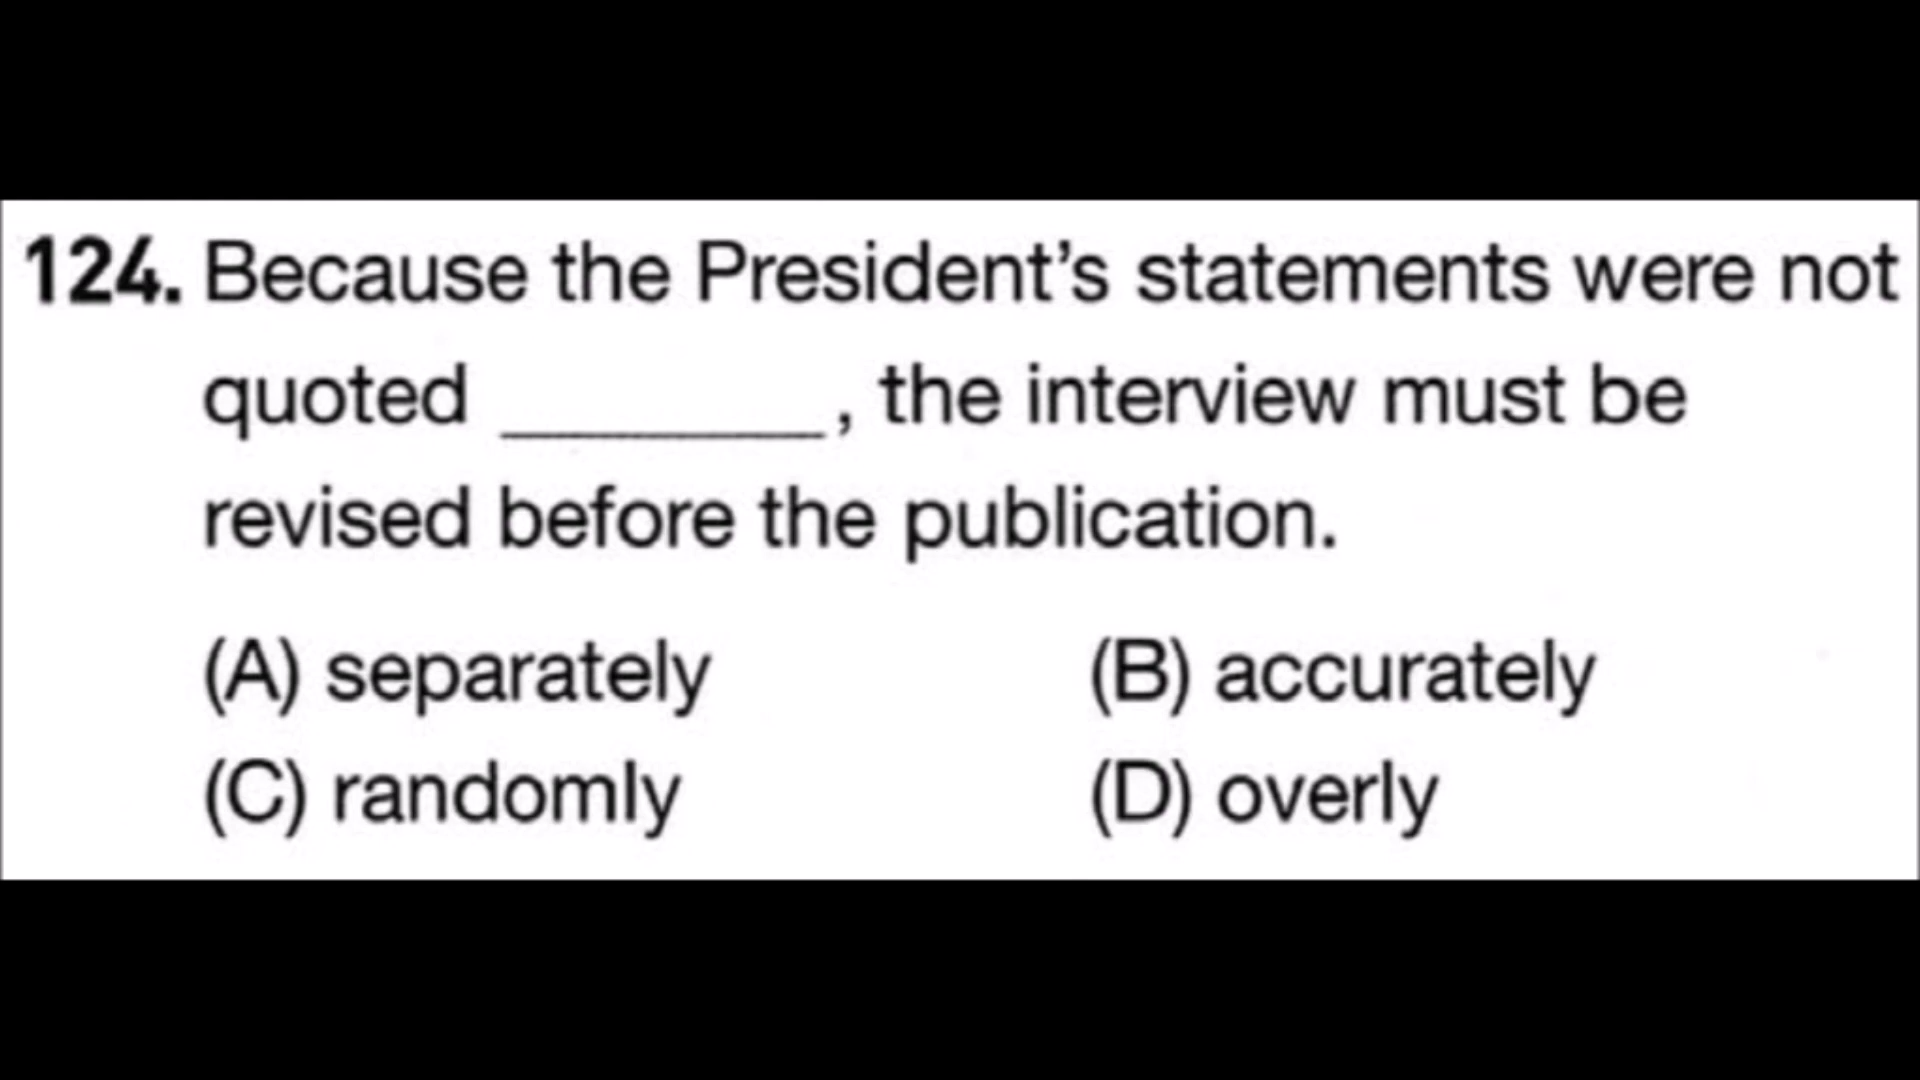 124. Because the President’s statements were not
quoted ________, the interview must be
revised before the publication.
(A) separately (B) accurately
(C) randomly (D) overly